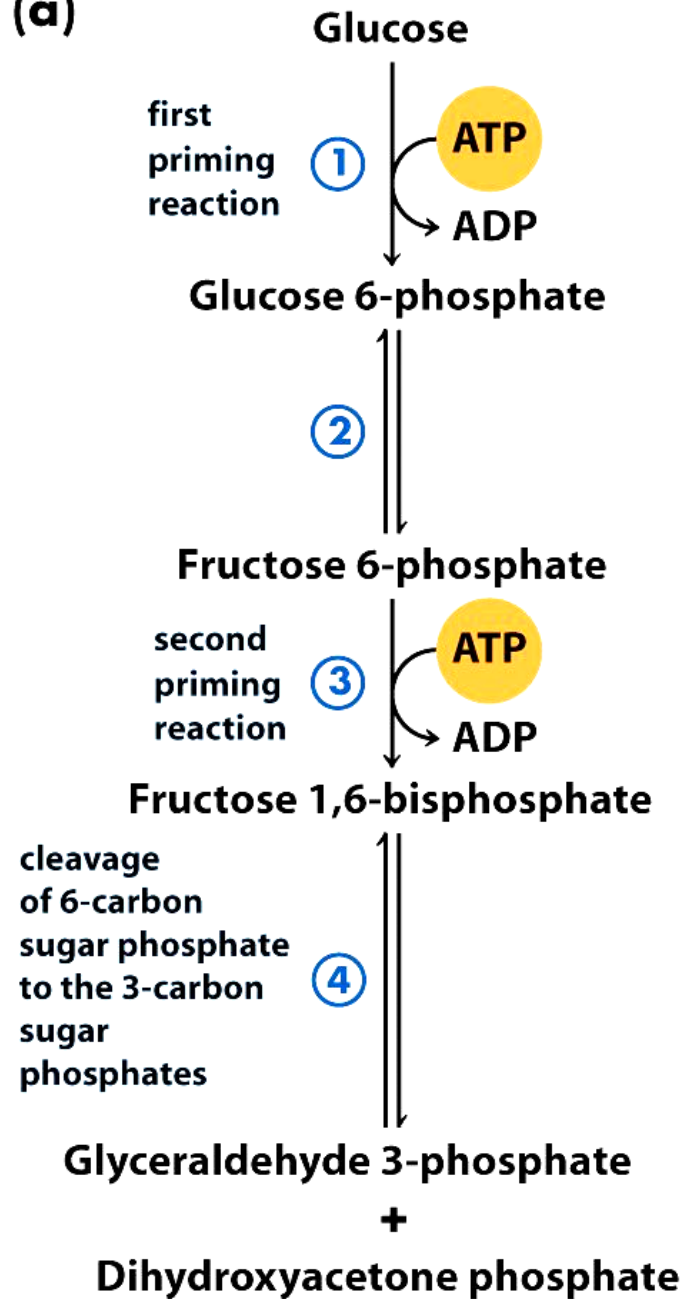 (a)
Glucose
first
priming
reaction
1
ATP
ADP
Glucose 6-phosphate
2
Fructose 6-phosphate
second
priming
reaction
3
ATP
ADP
Fructose 1,6-bisphosphate
cleavage
of 6-carbon
sugar phosphate
to the 3-carbon
sugar
phosphates
4
Glyceraldehyde 3-phosphate
+
Dihydroxyacetone phosphate